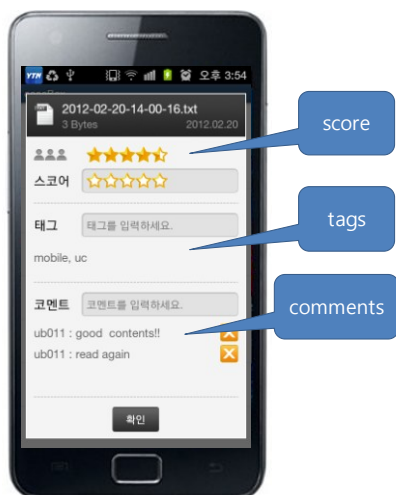 YTN 오후 3:54
2012-02-20-14-00-16.txt
3 Bytes 2012.02.20
스코어
태그 태그를 입력하세요.
mobile, uc
코멘트 코멘트를 입력하세요.
ub011 : good contents!!
ub011 : read again
확인
score
tags
comments